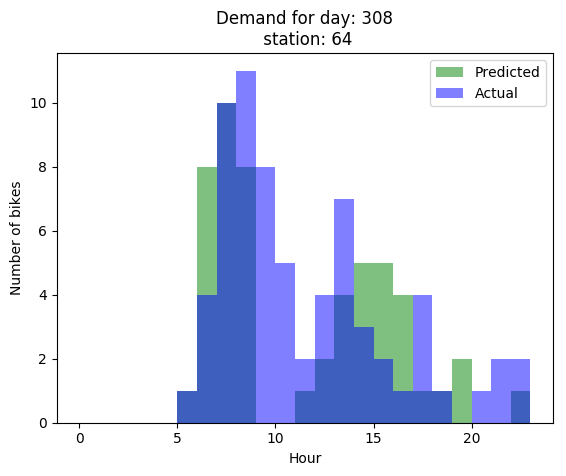 Demand for day: 308
station: 64
Predicted
Actual
Number of bikes
10
8
6
4
2
0
0 5 10 15 20
Hour